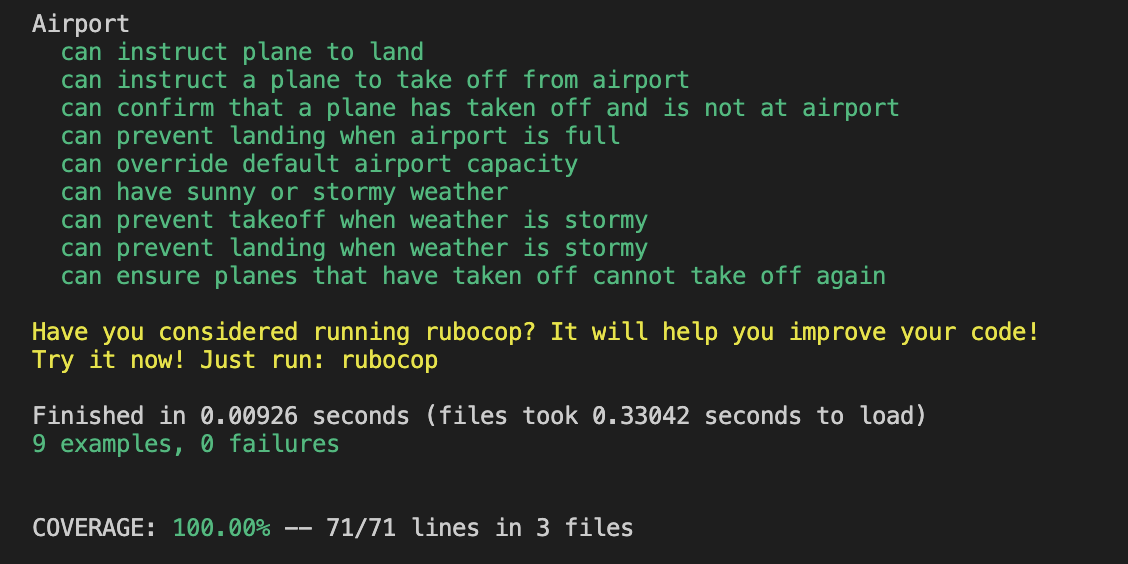 Airport
can instruct plane to land
can instruct a plane to take off from airport
can confirm that a plane has taken off and is not at airport
can prevent landing when airport is full
can override default airport capacity
can have sunny or stormy weather
can prevent takeoff when weather is stormy
can prevent landing when weather is stormy
can ensure planes that have taken off cannot take off again
Have you considered running rubocop? It will help you improve your code!
Try it now! Just run: rubocop
Finished in 0.00926 seconds (files took 0.33042 seconds to load)
9 examples, 0 failures
COVERAGE: 100.00% -- 71/71 lines in 3 files